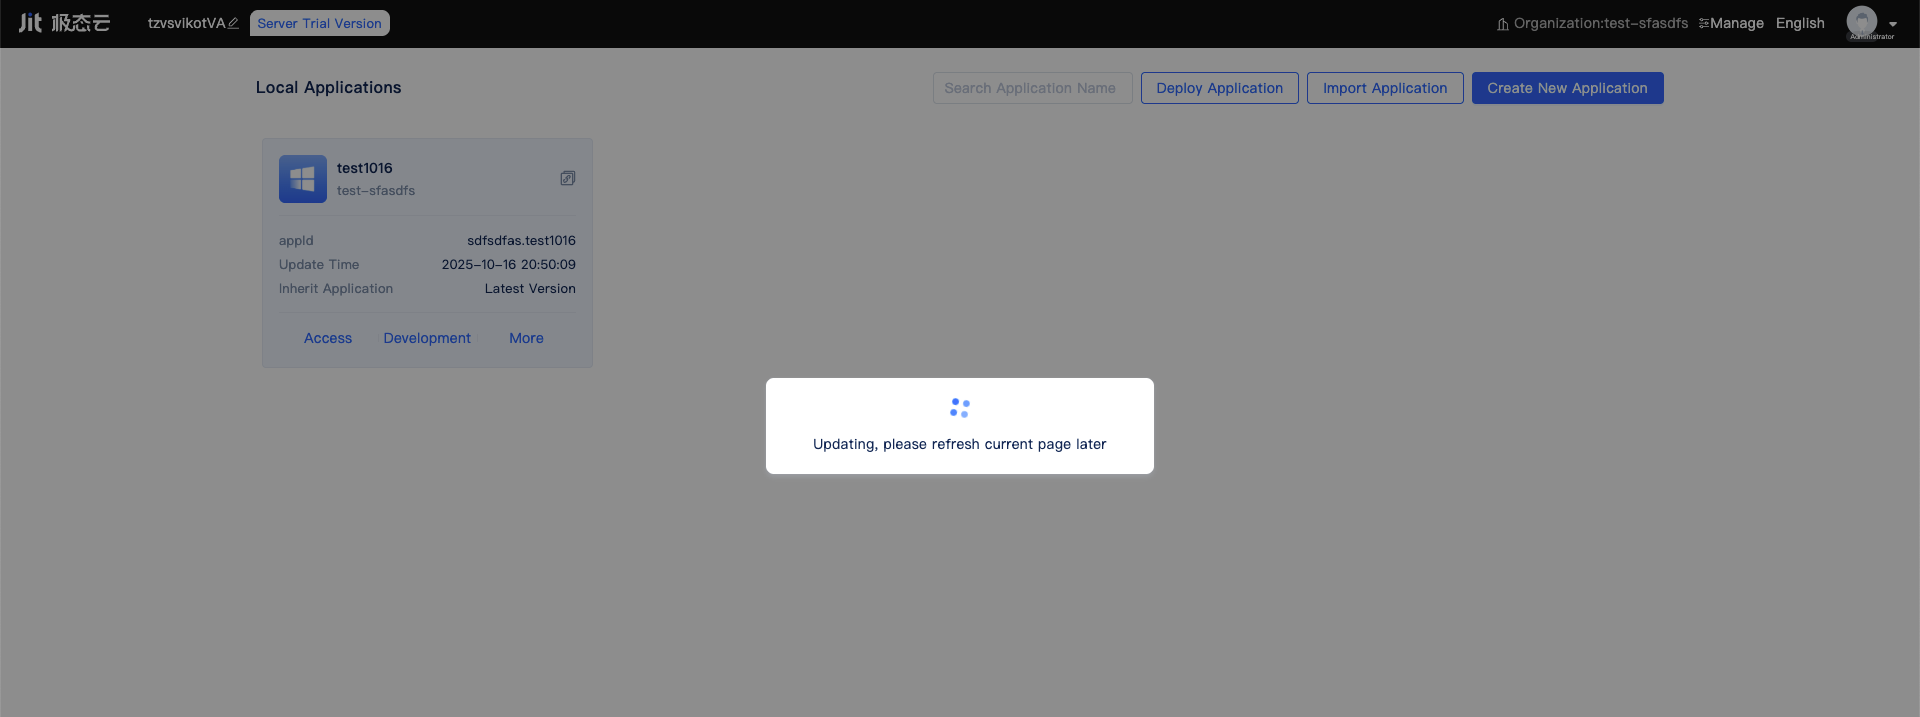 Jit 极态云
tzvsvikotVA
Server Trial Version
Organization:test-sfasdfs
Manage
English
Administrator
Local Applications
Search Application Name
Deploy Application
Import Application
Create New Application
test1016
test-sfasdfs
appId sdfsdfas.test1016
Update Time 2025-10-16 20:50:09
Inherit Application Latest Version
Access Development More
Updating, please refresh current page later